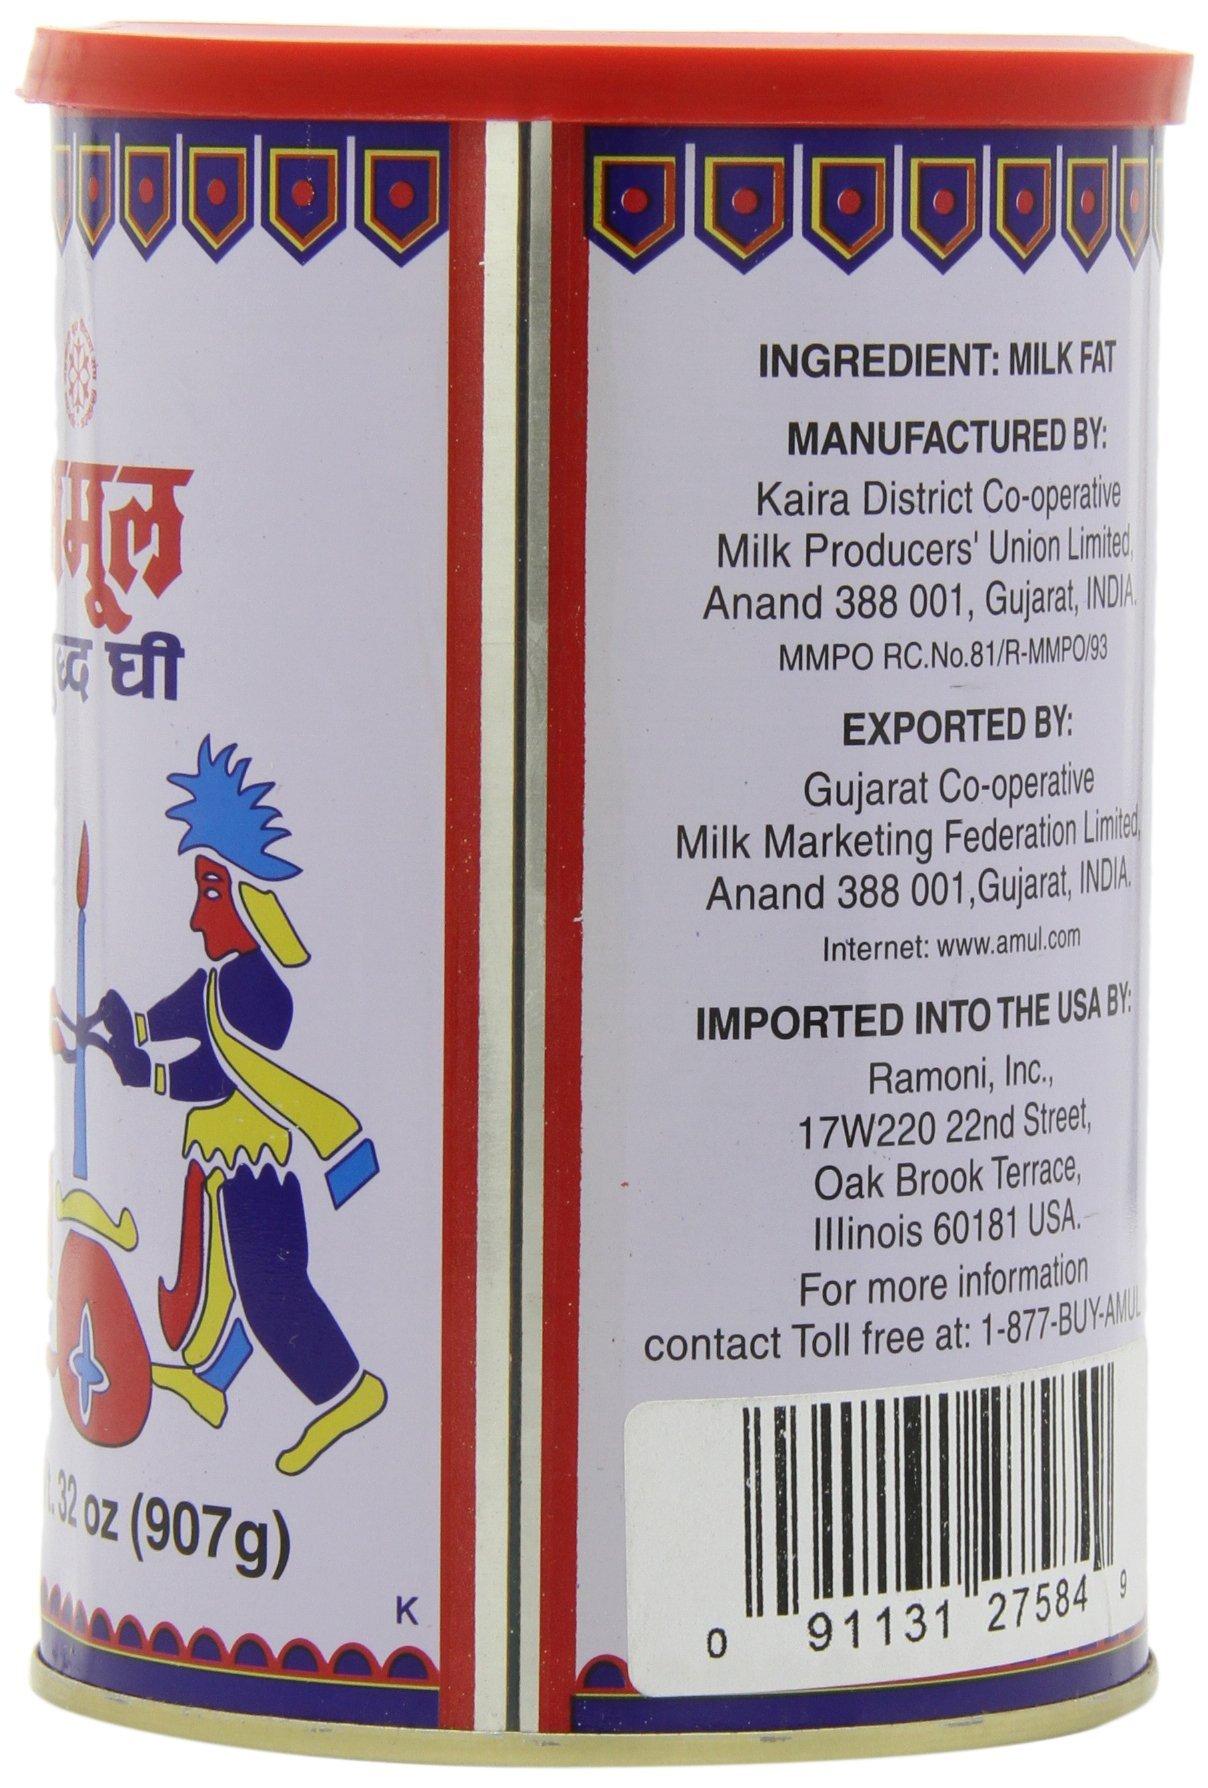 मूल
घी
32 oz (907g)
K
INGREDIENT: MILK FAT
MANUFACTURED BY:
Kaira District Co-operative
Milk Producers' Union Limited,
Anand 388 001, Gujarat, INDIA.
MMPO RC.No.81/R-MMPO/93
EXPORTED BY:
Gujarat Co-operative
Milk Marketing Federation Limited,
Anand 388 001,Gujarat, INDIA.
Internet: www.amul.com
IMPORTED INTO THE USA BY:
Ramoni, Inc.,
17W220 22nd Street,
Oak Brook Terrace,
Illinois 60181 USA.
For more information
contact Toll free at: 1-877-BUY-AMUL
0 91131 27584 9